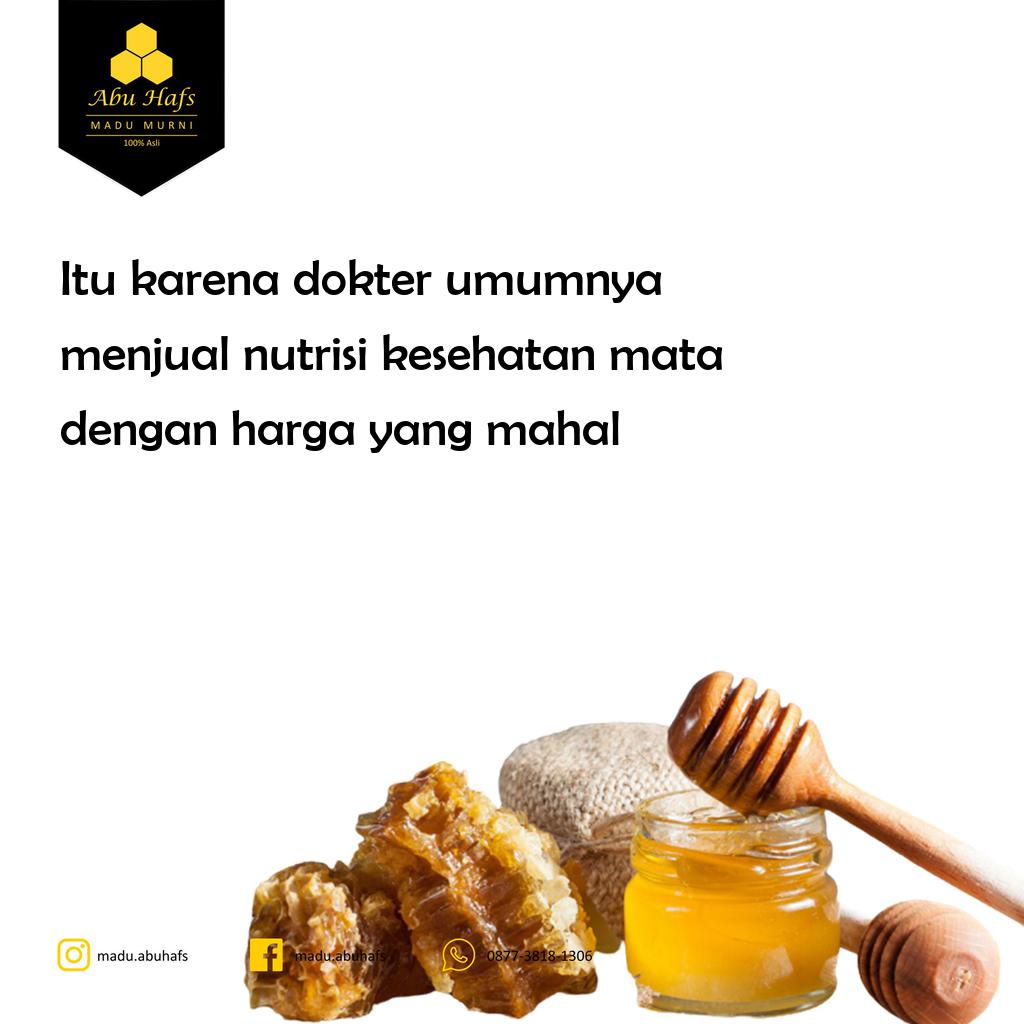 Abu Hafs
MADU MURNI
100% Asli
Itu karena dokter umumnya
menjual nutrisi kesehatan mata
dengan harga yang mahal
madu.abuhafs
madu.abuhafs
0877-3818-1306